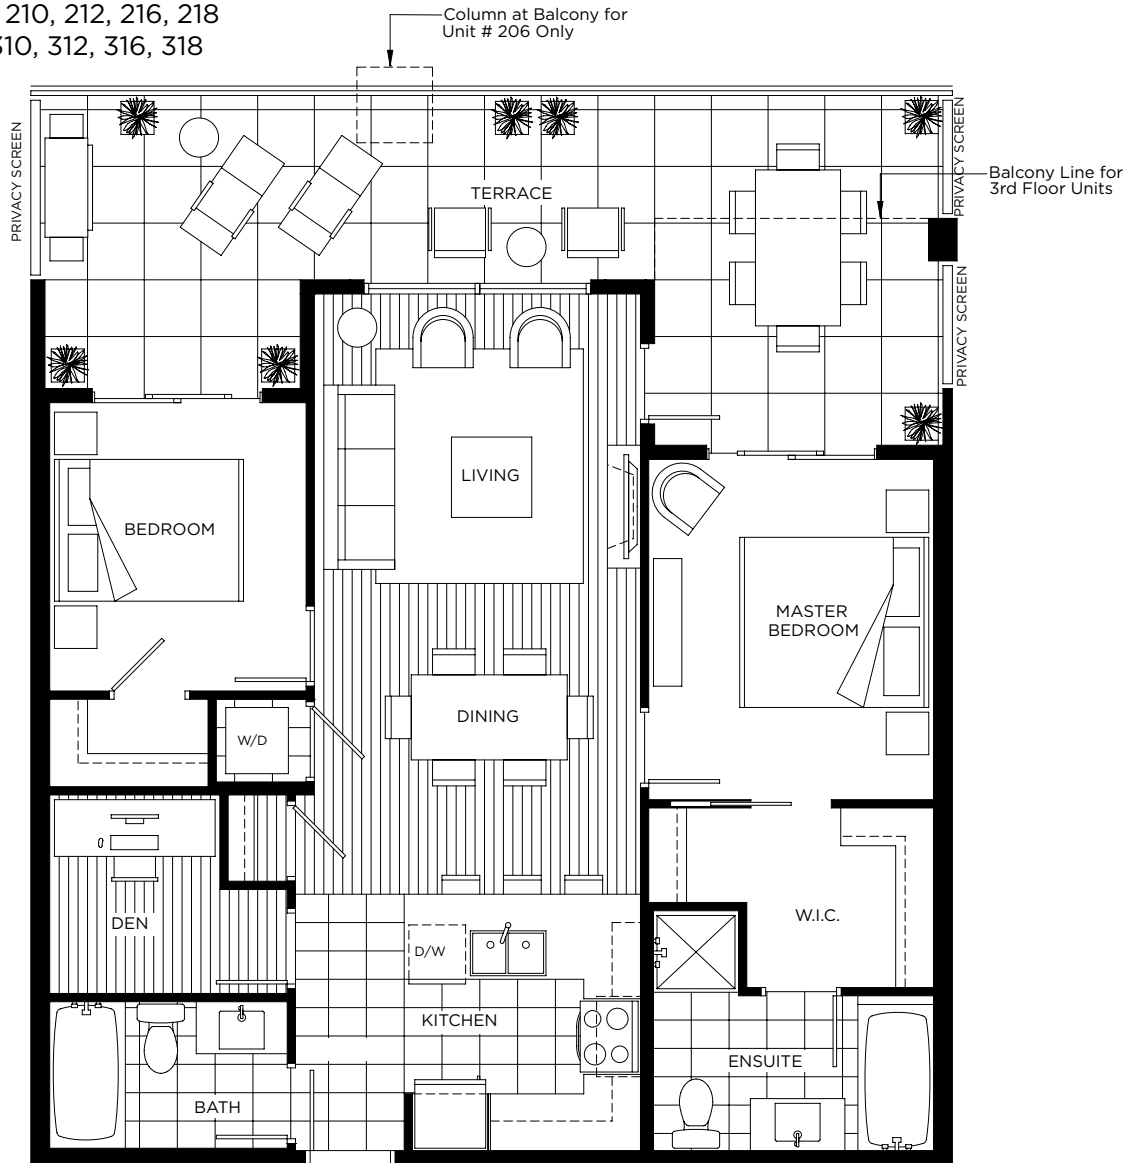 210, 212, 216, 218
310, 312, 316, 318
Column at Balcony for
Unit # 206 Only
PRIVACY SCREEN
PRIVACY SCREEN
TERRACE
Balcony Line for
3rd Floor Units
PRIVACY SCREEN
LIVING
BEDROOM
MASTER
BEDROOM
DINING
W/D
DEN
W.I.C.
D/W
KITCHEN
ENSUITE
BATH